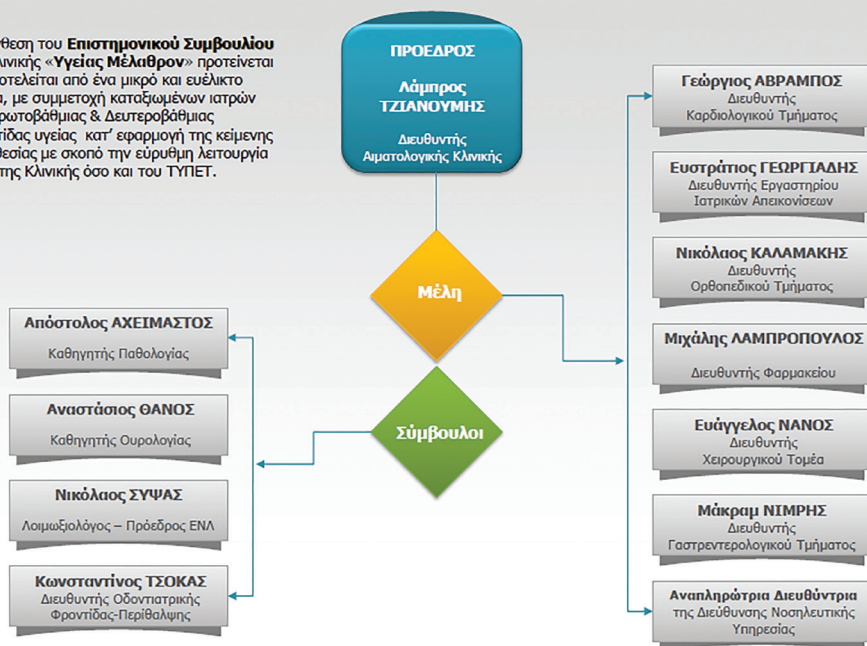 θεση του Επιστημονικού Συμβουλίου
λινικής «Υγείας Μέλαθρον» προτείνεται
οτελείται από ένα μικρό και ευέλικτο
α, με συμμετοχή καταξιωμένων ιατρών
ρωτοβάθμιας & Δευτεροβάθμιας
τίδας υγείας κατ' εφαρμογή της κείμενης
θεσίας με σκοπό την εύρυθμη λειτουργία
της Κλινικής όσο και του ΤΥΠΕΤ.
ΠΡΟΕΔΡΟΣ
Λάμπρος
ΤΖΙΑΝΟΥΜΗΣ
Διευθυντής
Αιματολογικής Κλινικής
Μέλη
Γεώργιος ΑΒΡΑΜΠΟΣ
Διευθυντής
Καρδιολογικού Τμήματος
Ευστράτιος ΓΕΩΡΓΙΑΔΗΣ
Διευθυντής Εργαστηρίου
Ιατρικών Απεικονίσεων
Νικόλαος ΚΑΛΑΜΑΚΗΣ
Διευθυντής
Ορθοπεδικού Τμήματος
Μιχάλης ΛΑΜΠΡΟΠΟΥΛΟΣ
Διευθυντής Φαρμακείου
Ευάγγελος ΝΑΝΟΣ
Διευθυντής
Χειρουργικού Τομέα
Μάκραμ ΝΙΜΡΗΣ
Διευθυντής
Γαστρεντερολογικού Τμήματος
Αναπληρώτρια Διευθύντρια
της Διεύθυνσης Νοσηλευτικής
Υπηρεσίας
Σύμβουλοι
Απόστολος ΑΧΕΙΜΑΣΤΟΣ
Καθηγητής Παθολογίας
Αναστάσιος ΘΑΝΟΣ
Καθηγητής Ουρολογίας
Νικόλαος ΣΥΨΑΣ
Λοιμωξιολόγος – Πρόεδρος ΕΝΛ
Κωνσταντίνος ΤΣΟΚΑΣ
Διευθυντής Οδοντιατρικής
Φροντίδας-Περίθαλψης